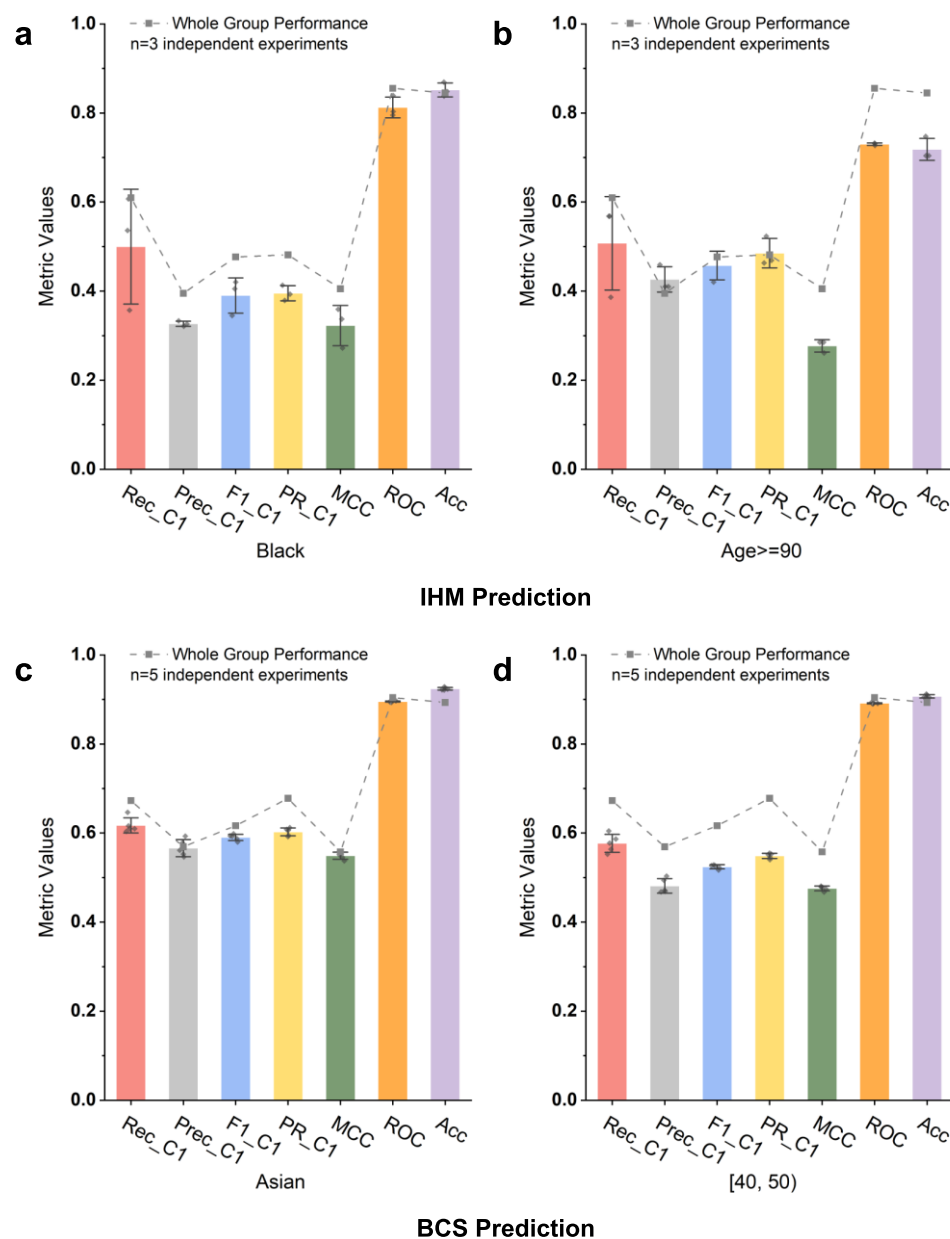 a
Whole Group Performance
n=3 independent experiments
1.0
0.8
0.6
0.4
0.2
0.0
Metric Values
Rec_C1
Prec_C1
F1_C1
PR_C1
MCC
ROC
Acc
Black
b
Whole Group Performance
n=3 independent experiments
1.0
0.8
0.6
0.4
0.2
0.0
Metric Values
Rec_C1
Prec_C1
F1_C1
PR_C1
MCC
ROC
Acc
Age>=90
IHM Prediction
c
Whole Group Performance
n=5 independent experiments
1.0
0.8
0.6
0.4
0.2
0.0
Metric Values
Rec_C1
Prec_C1
F1_C1
PR_C1
MCC
ROC
Acc
Asian
d
Whole Group Performance
n=5 independent experiments
1.0
0.8
0.6
0.4
0.2
0.0
Metric Values
Rec_C1
Prec_C1
F1_C1
PR_C1
MCC
ROC
Acc
[40, 50)
BCS Prediction